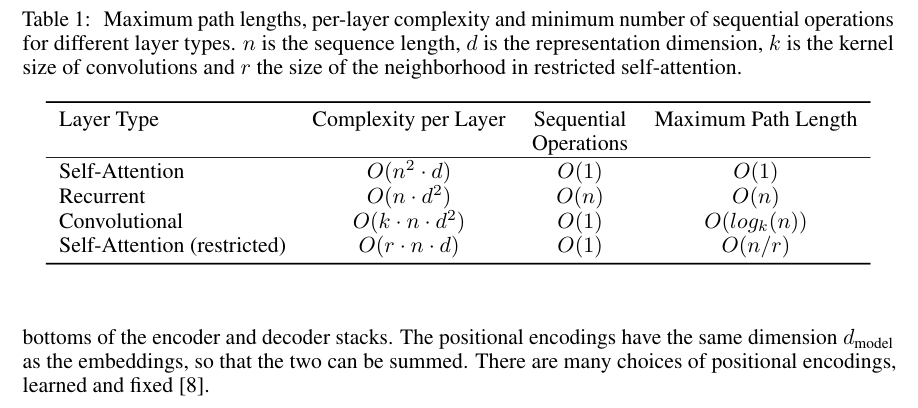 Table 1: Maximum path lengths, per-layer complexity and minimum number of sequential operations
for different layer types. n is the sequence length, d is the representation dimension, k is the kernel
size of convolutions and r the size of the neighborhood in restricted self-attention.
Layer Type Complexity per Layer Sequential Maximum Path Length
Operations
Self-Attention O(n² · d) O(1) O(1)
Recurrent O(n · d²) O(n) O(n)
Convolutional O(k · n · d²) O(1) O(logₖ(n))
Self-Attention (restricted) O(r · n · d) O(1) O(n/r)
bottoms of the encoder and decoder stacks. The positional encodings have the same dimension d_model
as the embeddings, so that the two can be summed. There are many choices of positional encodings,
learned and fixed [8].